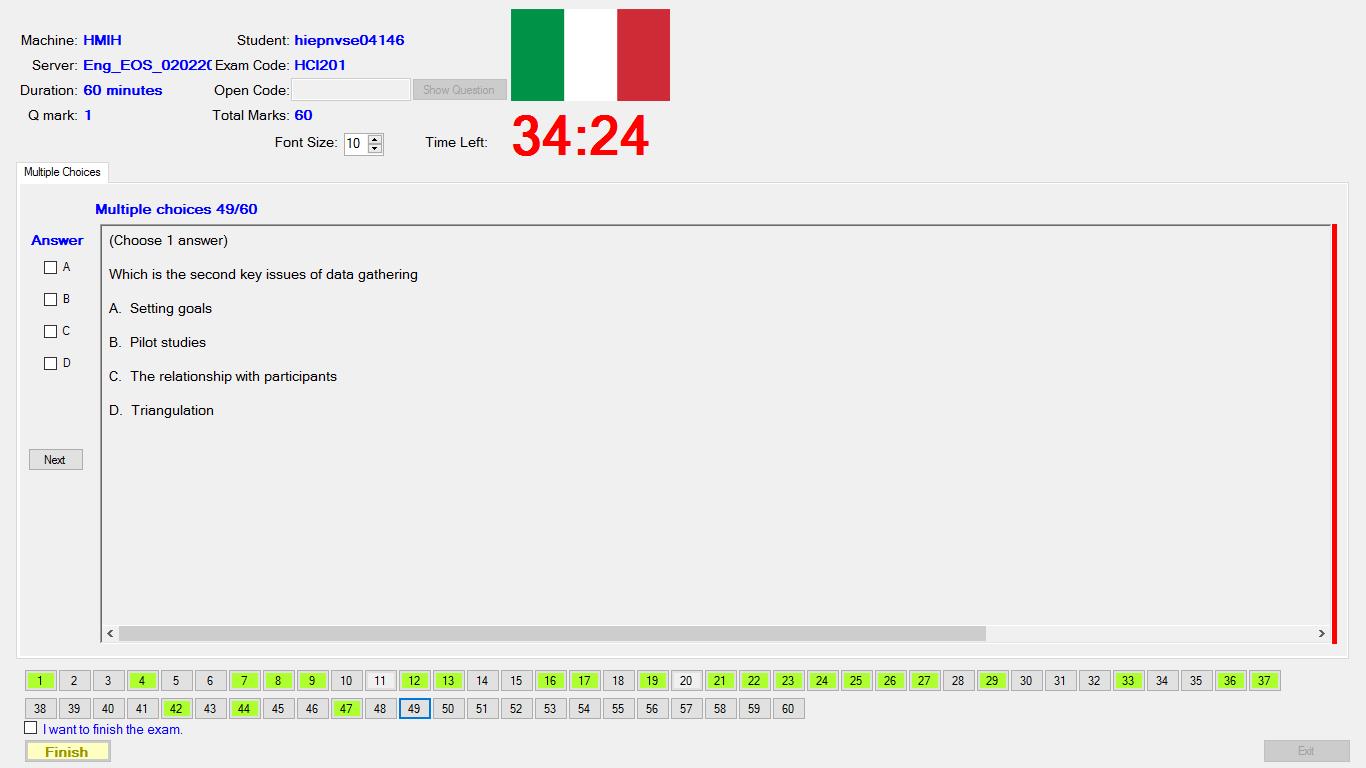 Machine: HMIH Student: hiepnvse04146
Server: Eng_EOS_020220 Exam Code: HCI201
Duration: 60 minutes Open Code: Show Question
Q mark: 1 Total Marks: 60
Font Size: 10 Time Left: 34:24
Multiple Choices
Multiple choices 49/60
Answer
A
B
C
D
Next
(Choose 1 answer)
Which is the second key issues of data gathering
A. Setting goals
B. Pilot studies
C. The relationship with participants
D. Triangulation
1 2 3 4 5 6 7 8 9 10 11 12 13 14 15 16 17 18 19 20 21 22 23 24 25 26 27 28 29 30 31 32 33 34 35 36 37
38 39 40 41 42 43 44 45 46 47 48 49 50 51 52 53 54 55 56 57 58 59 60
I want to finish the exam.
Finish Exit